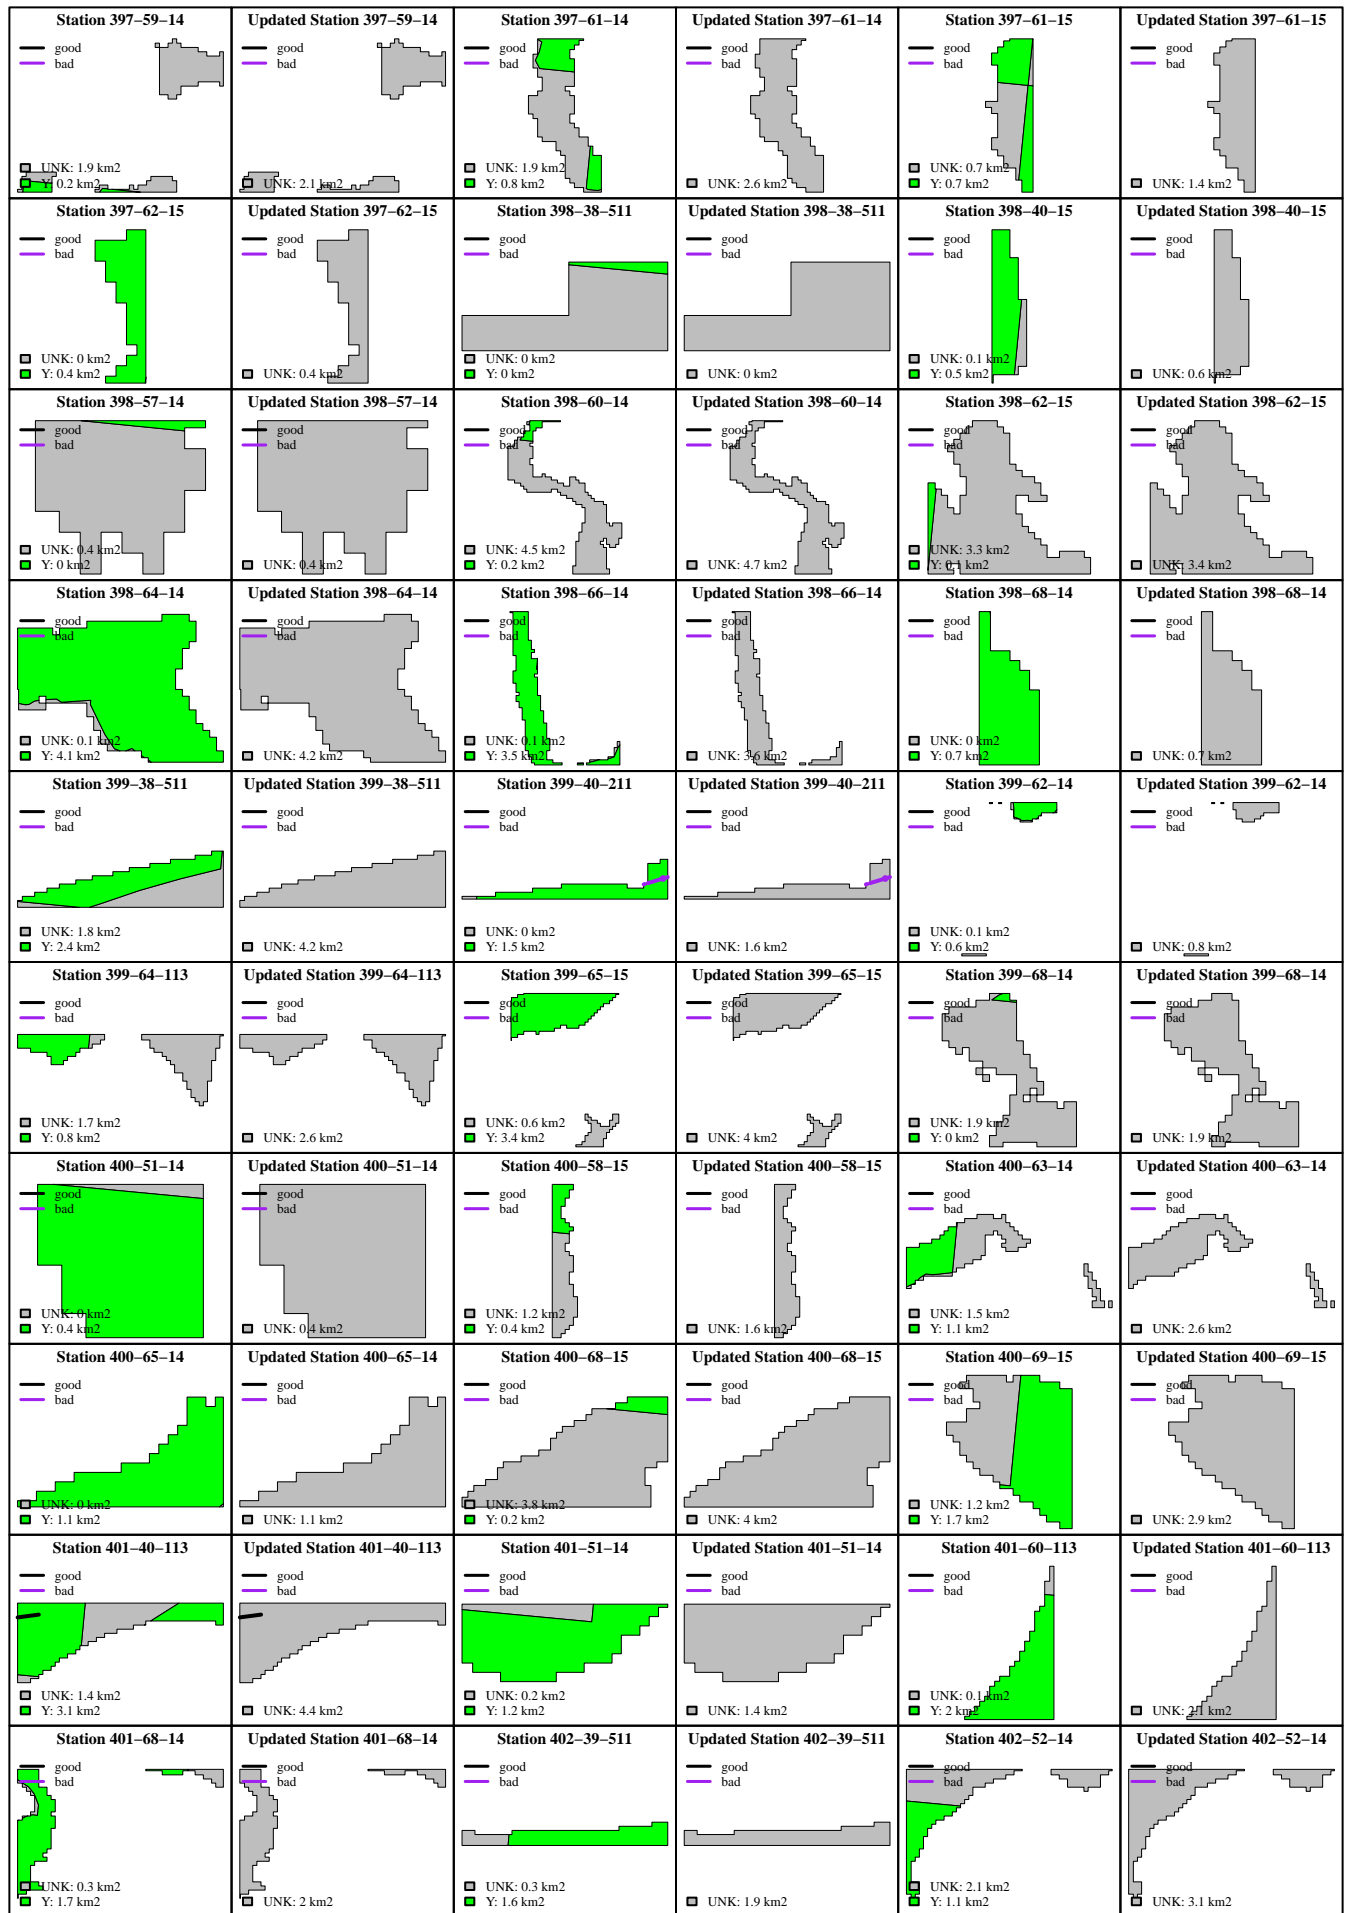 Station 397–59–14
good
bad
UNK: 1.9 km2
Y: 0.2 km2
Updated Station 397–59–14
good
bad
UNK: 2.1 km2
Station 397–61–14
good
bad
UNK: 1.9 km2
Y: 0.8 km2
Updated Station 397–61–14
good
bad
UNK: 2.6 km2
Station 397–61–15
good
bad
UNK: 0.7 km2
Y: 0.7 km2
Updated Station 397–61–15
good
bad
UNK: 1.4 km2
Station 397–62–15
good
bad
UNK: 0 km2
Y: 0.4 km2
Updated Station 397–62–15
good
bad
UNK: 0.4 km2
Station 398–38–511
good
bad
UNK: 0 km2
Y: 0 km2
Updated Station 398–38–511
good
bad
UNK: 0 km2
Station 398–40–15
good
bad
UNK: 0.1 km2
Y: 0.5 km2
Updated Station 398–40–15
good
bad
UNK: 0.6 km2
Station 398–57–14
good
bad
UNK: 0.4 km2
Y: 0 km2
Updated Station 398–57–14
good
bad
UNK: 0.4 km2
Station 398–60–14
good
bad
UNK: 4.5 km2
Y: 0.2 km2
Updated Station 398–60–14
good
bad
UNK: 4.7 km2
Station 398–62–15
good
bad
UNK: 3.3 km2
Y: 0.1 km2
Updated Station 398–62–15
good
bad
UNK: 3.4 km2
Station 398–64–14
good
bad
UNK: 0.1 km2
Y: 4.1 km2
Updated Station 398–64–14
good
bad
UNK: 4.2 km2
Station 398–66–14
good
bad
UNK: 0.1 km2
Y: 3.5 km2
Updated Station 398–66–14
good
bad
UNK: 3.6 km2
Station 398–68–14
good
bad
UNK: 0 km2
Y: 0.7 km2
Updated Station 398–68–14
good
bad
UNK: 0.7 km2
Station 399–38–511
good
bad
UNK: 1.8 km2
Y: 2.4 km2
Updated Station 399–38–511
good
bad
UNK: 4.2 km2
Station 399–40–211
good
bad
UNK: 0 km2
Y: 1.5 km2
Updated Station 399–40–211
good
bad
UNK: 1.6 km2
Station 399–62–14
good
bad
UNK: 0.1 km2
Y: 0.6 km2
Updated Station 399–62–14
good
bad
UNK: 0.8 km2
Station 399–64–113
good
bad
UNK: 1.7 km2
Y: 0.8 km2
Updated Station 399–64–113
good
bad
UNK: 2.6 km2
Station 399–65–15
good
bad
UNK: 0.6 km2
Y: 3.4 km2
Updated Station 399–65–15
good
bad
UNK: 4 km2
Station 399–68–14
good
bad
UNK: 1.9 km2
Y: 0 km2
Updated Station 399–68–14
good
bad
UNK: 1.9 km2
Station 400–51–14
good
bad
UNK: 0 km2
Y: 0.4 km2
Updated Station 400–51–14
good
bad
UNK: 0.4 km2
Station 400–58–15
good
bad
UNK: 1.2 km2
Y: 0.4 km2
Updated Station 400–58–15
good
bad
UNK: 1.6 km2
Station 400–63–14
good
bad
UNK: 1.5 km2
Y: 1.1 km2
Updated Station 400–63–14
good
bad
UNK: 2.6 km2
Station 400–65–14
good
bad
UNK: 0 km2
Y: 1.1 km2
Updated Station 400–65–14
good
bad
UNK: 1.1 km2
Station 400–68–15
good
bad
UNK: 3.8 km2
Y: 0.2 km2
Updated Station 400–68–15
good
bad
UNK: 4 km2
Station 400–69–15
good
bad
UNK: 1.2 km2
Y: 1.7 km2
Updated Station 400–69–15
good
bad
UNK: 2.9 km2
Station 401–40–113
good
bad
UNK: 1.4 km2
Y: 3.1 km2
Updated Station 401–40–113
good
bad
UNK: 4.4 km2
Station 401–51–14
good
bad
UNK: 0.2 km2
Y: 1.2 km2
Updated Station 401–51–14
good
bad
UNK: 1.4 km2
Station 401–60–113
good
bad
UNK: 0.1 km2
Y: 2 km2
Updated Station 401–60–113
good
bad
UNK: 2.1 km2
Station 401–68–14
good
bad
UNK: 0.3 km2
Y: 1.7 km2
Updated Station 401–68–14
good
bad
UNK: 2 km2
Station 402–39–511
good
bad
UNK: 0.3 km2
Y: 1.6 km2
Updated Station 402–39–511
good
bad
UNK: 1.9 km2
Station 402–52–14
good
bad
UNK: 2.1 km2
Y: 1.1 km2
Updated Station 402–52–14
good
bad
UNK: 3.1 km2